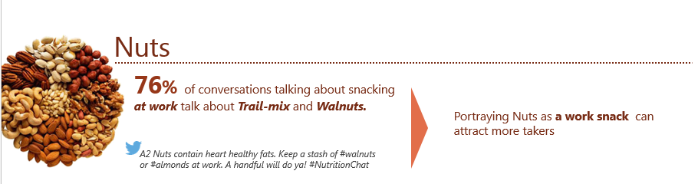 Nuts
76% of conversations talking about snacking
at work talk about Trail-mix and Walnuts.
A2 Nuts contain heart healthy fats. Keep a stash of #walnuts
or #almonds at work. A handful will do ya! #NutritionChat
Portraying Nuts as a work snack can
attract more takers